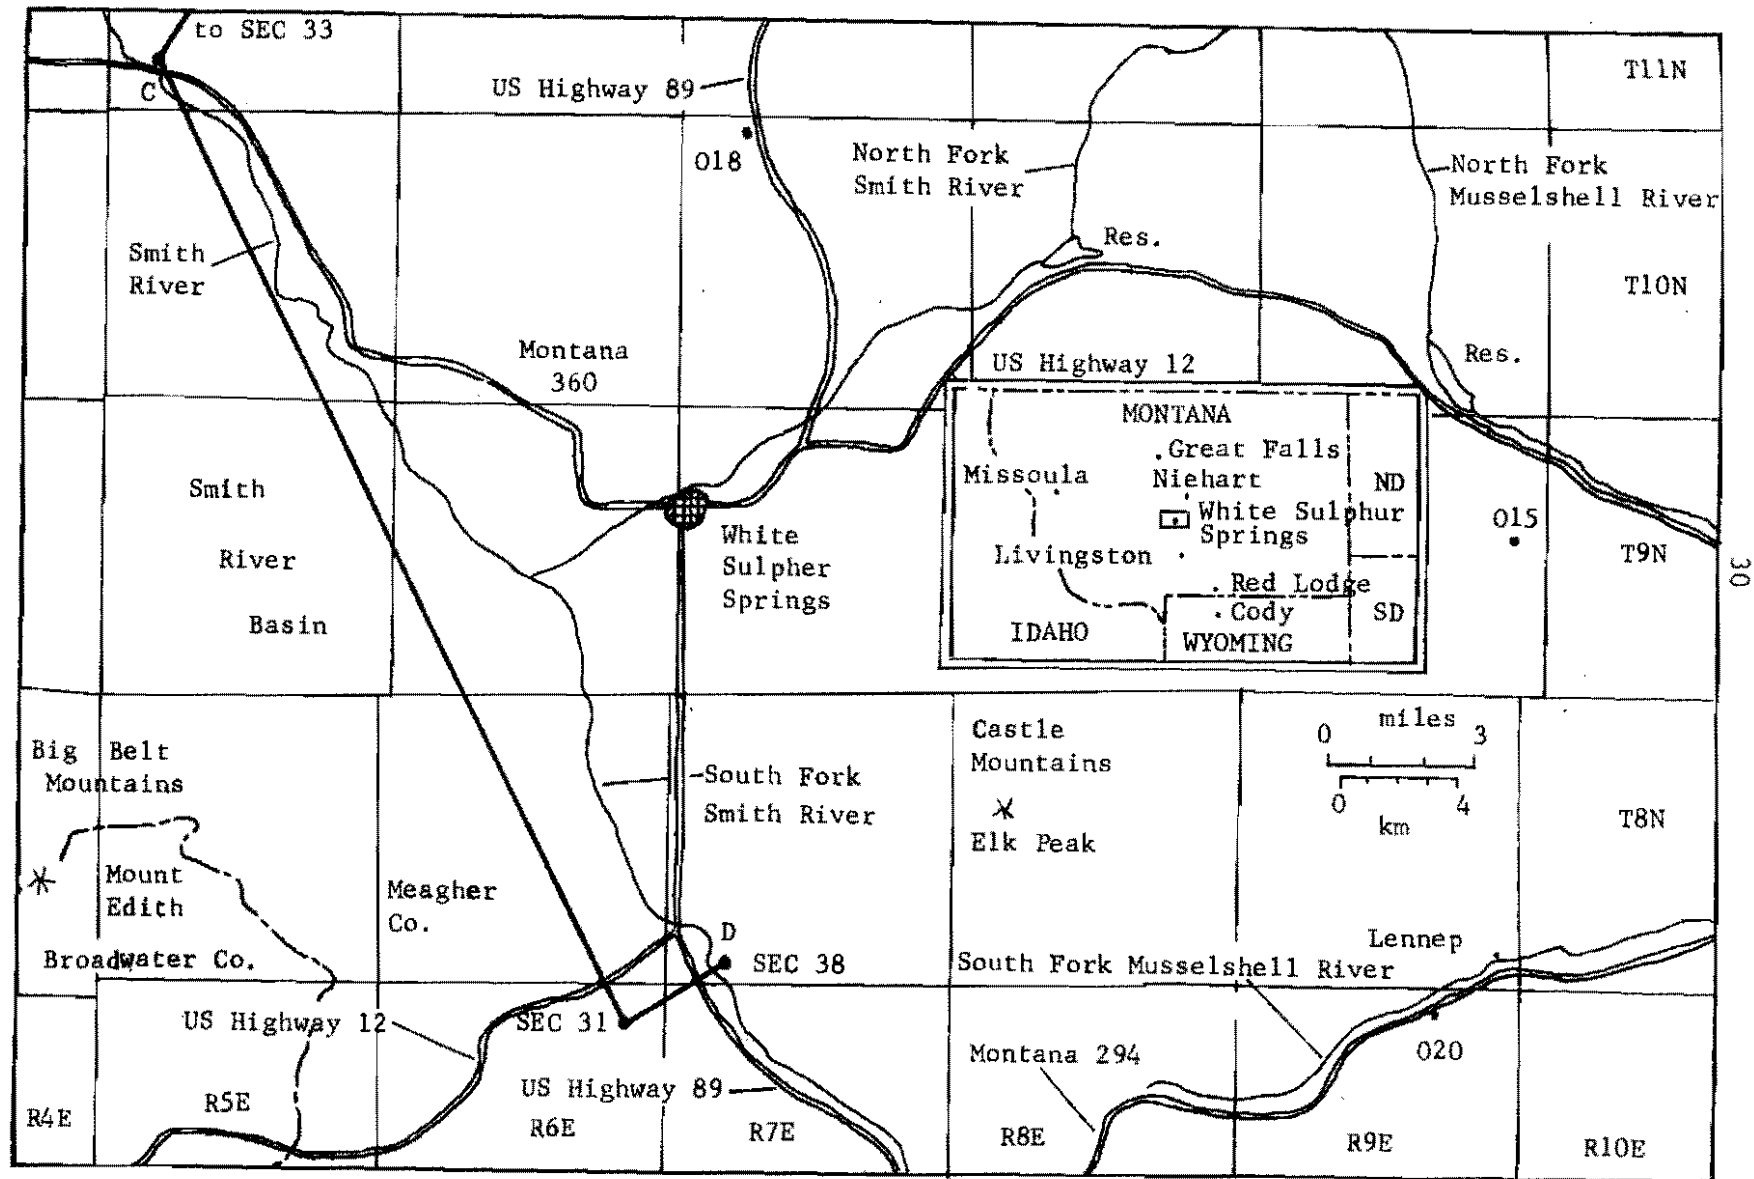 to SEC 33
C
US Highway 89
T11N
018
North Fork
Smith River
North Fork
Musselshell River
Smith
River
Res.
T10N
Montana
360
US Highway 12
Res.
MONTANA
Great Falls
Missoula
Niehart
ND
White Sulphur
Springs
Livingston
Red Lodge
Cody
SD
IDAHO
WYOMING
Smith
River
Basin
White
Sulpher
Springs
015
T9N
30
Big Belt
Mountains
South Fork
Smith River
Castle
Mountains
Elk Peak
miles
0 3
0 4
km
T8N
Mount
Edith
Meagher
Co.
Broadwater Co.
D
SEC 38
Lennep
South Fork Musselshell River
US Highway 12
SEC 31
Montana 294
020
US Highway 89
R4E
R5E
R6E
R7E
R8E
R9E
R10E